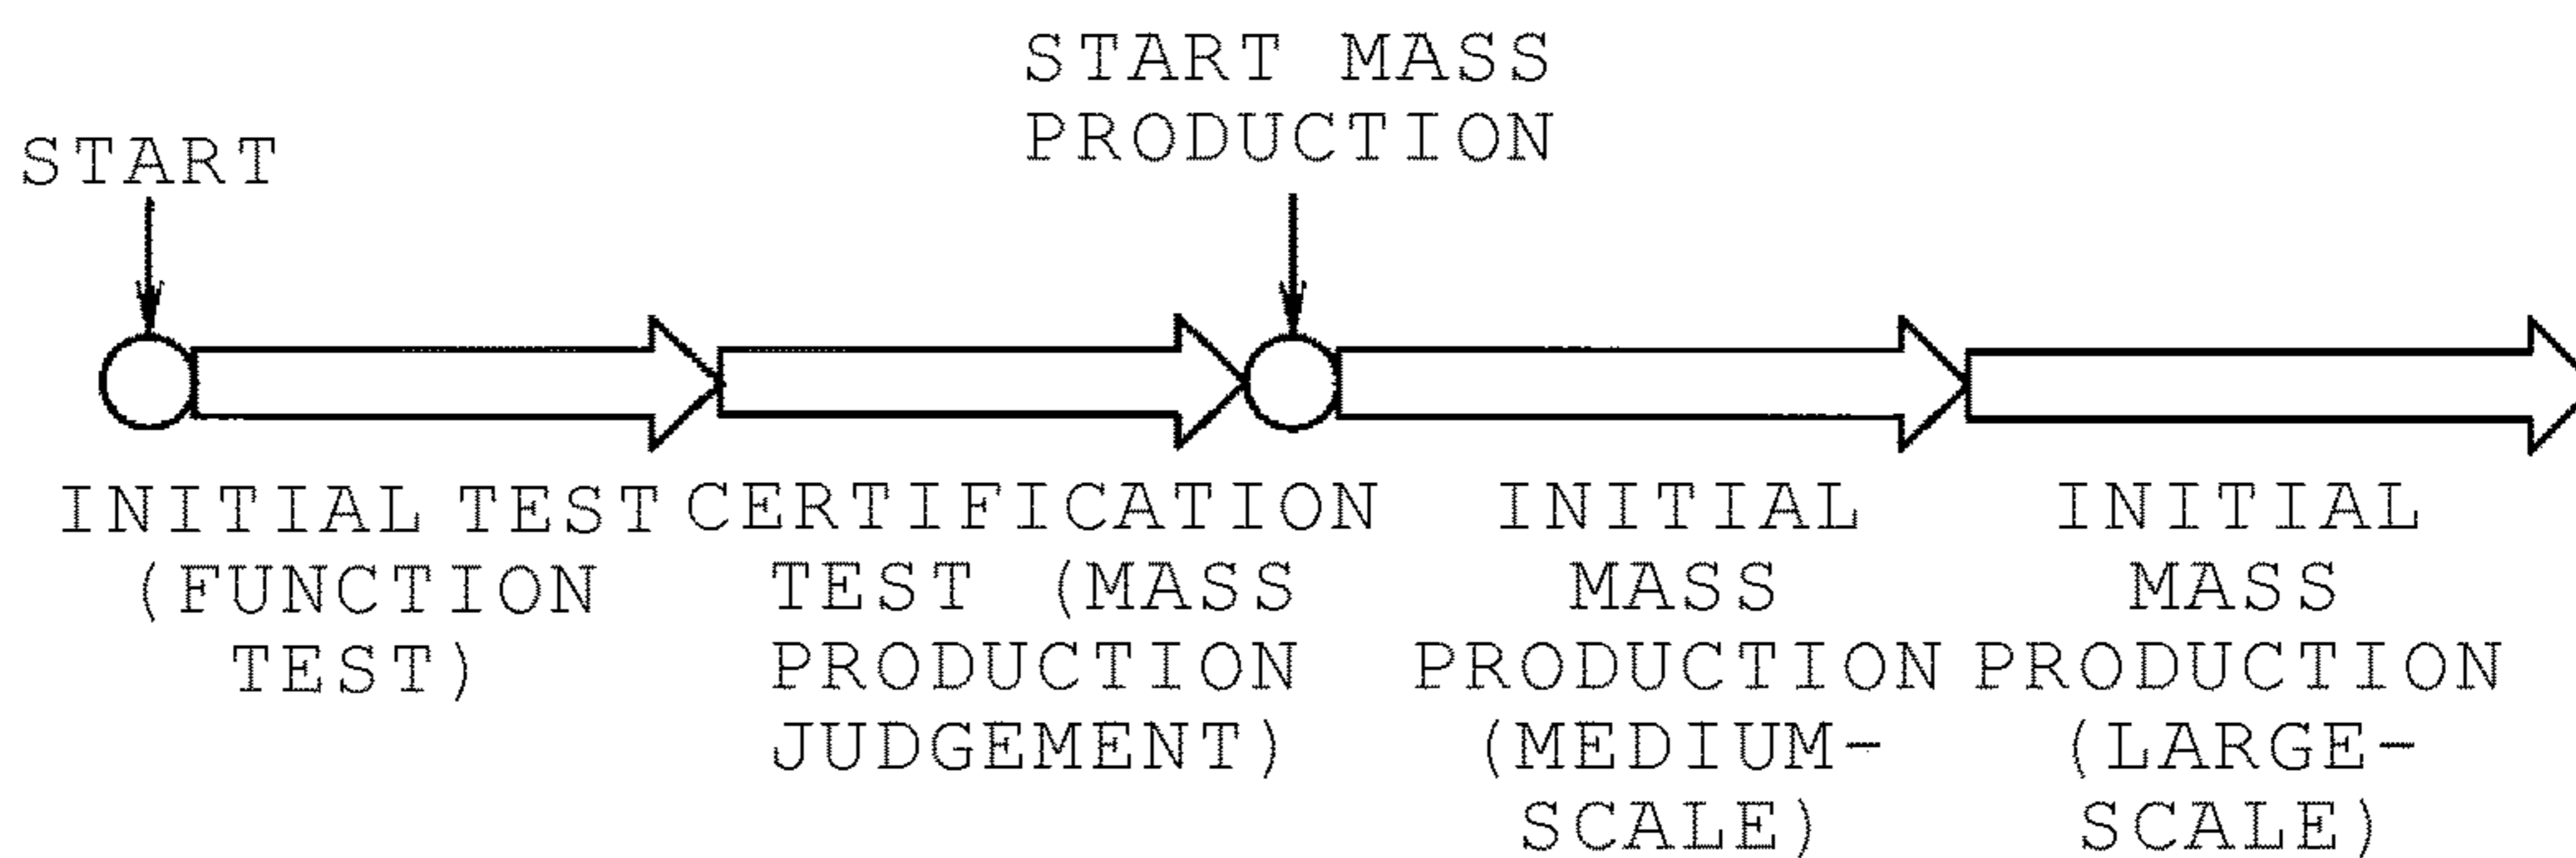 START
START MASS
PRODUCTION
INITIAL TEST
(FUNCTION
TEST)
CERTIFICATION
TEST (MASS
PRODUCTION
JUDGEMENT)
INITIAL
MASS
PRODUCTION
(MEDIUM-
SCALE)
INITIAL
MASS
PRODUCTION
(LARGE-
SCALE)